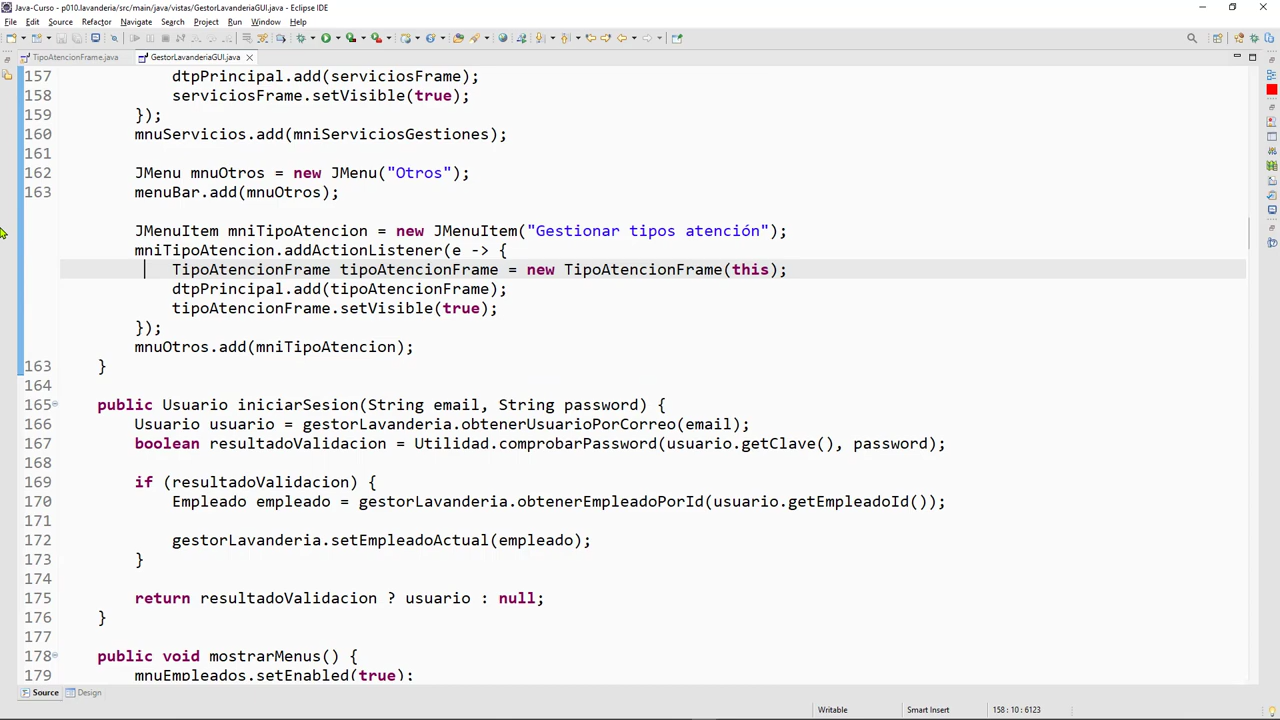 Java-Curso - p010.lavanderia/src/main/java/vistas/GestorLavanderiaGUI.java - Eclipse IDE
File Edit Source Refactor Navigate Search Project Run Window Help
TipoAtencionFrame.java GestorLavanderiaGUI.java
157 dtpPrincipal.add(serviciosFrame);
158 serviciosFrame.setVisible(true);
159 });
160 mnuServicios.add(mniServiciosGestiones);
161
162 JMenu mnuOtros = new JMenu("Otros");
163 menuBar.add(mnuOtros);
JMenuItem mniTipoAtencion = new JMenuItem("Gestionar tipos atención");
mniTipoAtencion.addActionListener(e -> {
TipoAtencionFrame tipoAtencionFrame = new TipoAtencionFrame(this);
dtpPrincipal.add(tipoAtencionFrame);
tipoAtencionFrame.setVisible(true);
});
mnuOtros.add(mniTipoAtencion);
163 }
164
165 public Usuario iniciarSesion(String email, String password) {
166 Usuario usuario = gestorLavanderia.obtenerUsuarioPorCorreo(email);
167 boolean resultadoValidacion = Utilidad.comprobarPassword(usuario.getClave(), password);
168
169 if (resultadoValidacion) {
170 Empleado empleado = gestorLavanderia.obtenerEmpleadoPorId(usuario.getEmpleadoId());
171
172 gestorLavanderia.setEmpleadoActual(empleado);
173 }
174
175 return resultadoValidacion ? usuario : null;
176 }
177
178 public void mostrarMenus() {
179 mnuEmpleados.setEnabled(true);
Source Design
Writable Smart Insert 158 : 10 : 6123